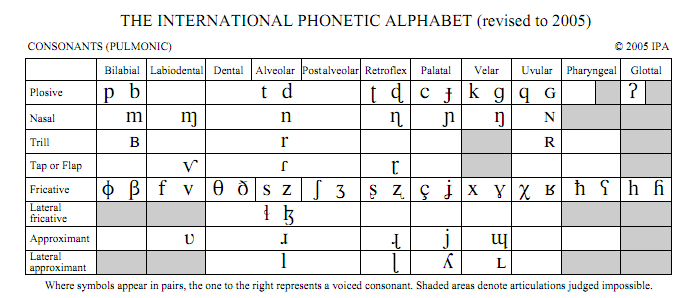 THE INTERNATIONAL PHONETIC ALPHABET (revised to 2005)
CONSONANTS (PULMONIC) © 2005 IPA
Bilabial Labiodental Dental Alveolar Postalveolar Retroflex Palatal Velar Uvular Pharyngeal Glottal
Plosive p b t d ʈ ɖ c ɟ k ɡ q ɢ ʔ
Nasal m ɱ n ɳ ɲ ŋ ɴ
Trill ʙ r ʀ
Tap or Flap ⱱ ɾ ɽ
Fricative ɸ β f v θ ð s z ʃ ʒ ʂ ʐ ç ʝ x ɣ χ ʁ ħ ʕ h ɦ
Lateral
fricative ɬ ɮ
Approximant ʋ ɹ ɻ j ɰ
Lateral
approximant l ɭ ʎ ʟ
Where symbols appear in pairs, the one to the right represents a voiced consonant. Shaded areas denote articulations judged impossible.